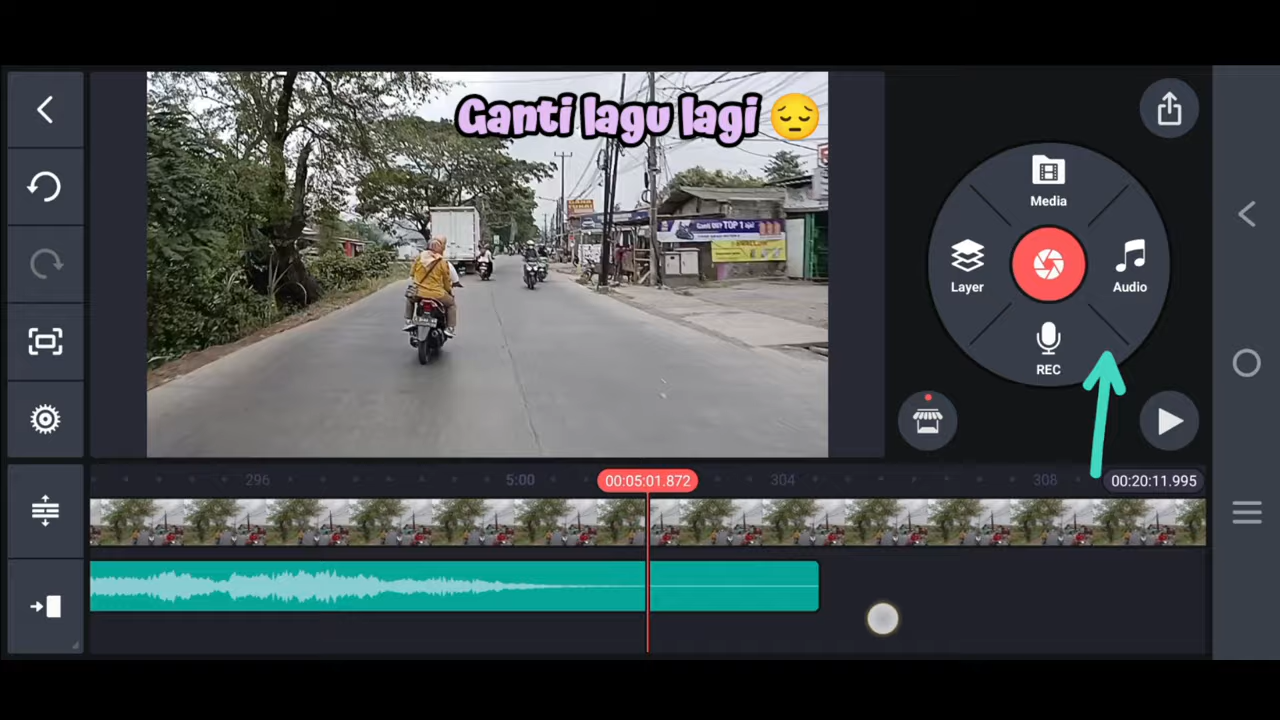 Ganti lagu lagi 😔
Media
Layer
Audio
REC
296
5:00
00:05:01.872
304
308
00:20:11.995